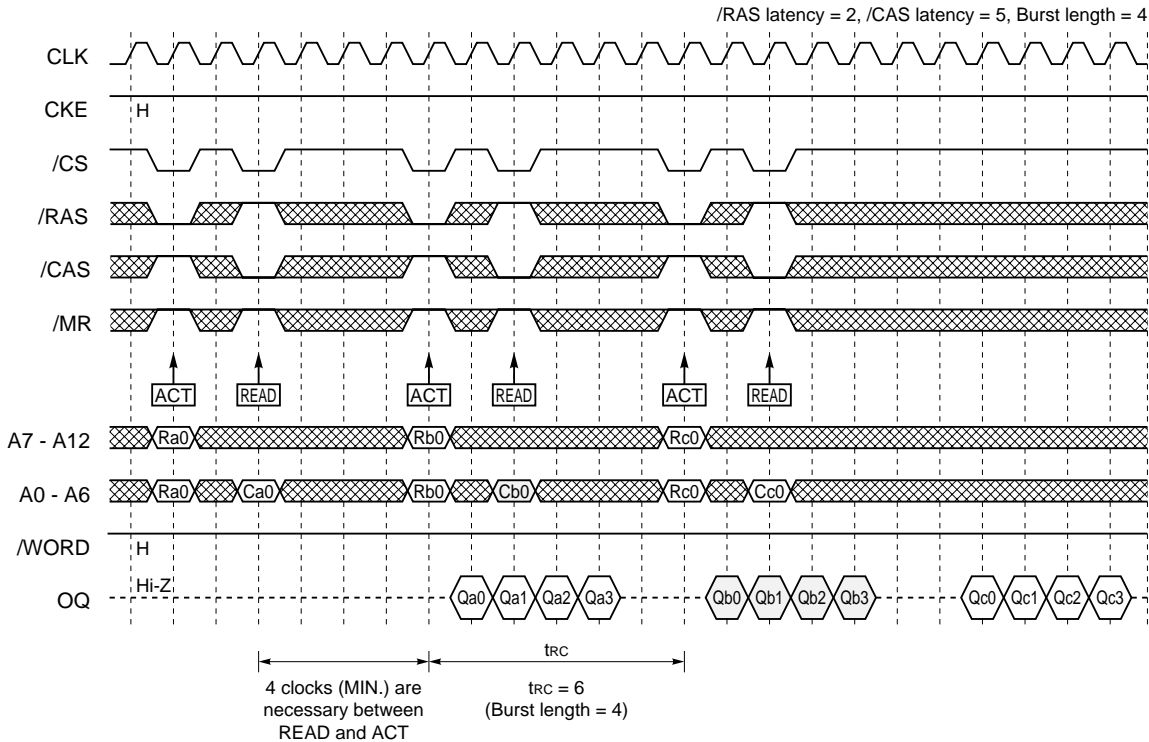 /RAS latency = 2, /CAS latency = 5, Burst length = 4
CLK
CKE H
/CS
/RAS
/CAS
/MR
ACT READ ACT READ ACT READ
A7 - A12 Ra0 Rb0 Rc0
A0 - A6 Ra0 Ca0 Rb0 Cb0 Rc0 Cc0
/WORD H
Hi-Z
OQ Qa0 Qa1 Qa2 Qa3 Qb0 Qb1 Qb2 Qb3 Qc0 Qc1 Qc2 Qc3
tRC
4 clocks (MIN.) are
necessary between
READ and ACT
tRC = 6
(Burst length = 4)